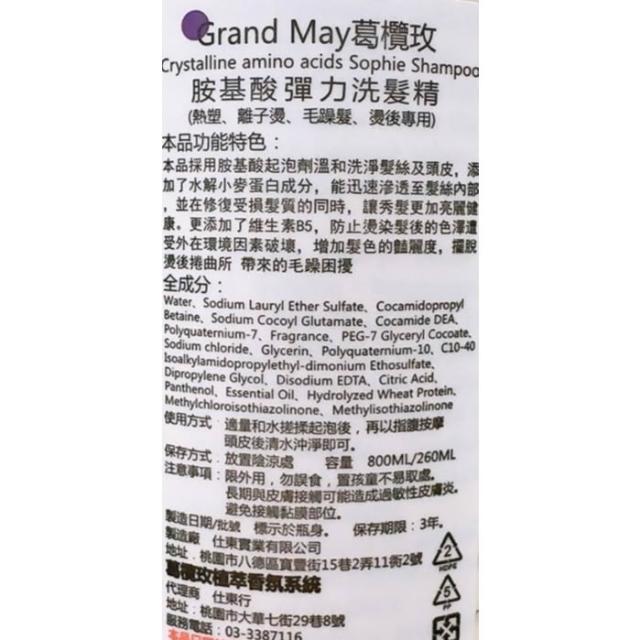 Grand May葛欖玫
Crystalline amino acids Sophie Shampoo
胺基酸彈力洗髮精
(熱塑、離子燙、毛躁髮、燙後專用)
本品功能特色：
本品採用胺基酸起泡劑溫和洗淨髮絲及頭皮，添
加了水解小麥蛋白成分，能迅速滲透至髮絲內部
，並在修復受損髮質的同時，讓秀髮更加亮麗健
康。更添加了維生素B5，防止燙染髮後的色澤遭
受外在環境因素破壞，增加髮色的豔麗度，擺脫
燙後捲曲所 帶來的毛躁困擾
全成分：
Water、Sodium Lauryl Ether Sulfate、Cocamidopropyl
Betaine、Sodium Cocoyl Glutamate、Cocamide DEA、
Polyquaternium-7、Fragrance、PEG-7 Glyceryl Cocoate、
Sodium chloride、Glycerin、Polyquaternium-10、C10-40
Isoalkylamidopropylethyl-dimonium Ethosulfate、
Dipropylene Glycol、Disodium EDTA、Citric Acid、
Panthenol、Essential Oil、Hydrolyzed Wheat Protein、
Methylchloroisothiazolinone、Methylisothiazolinone
使用方式：適量和水搓揉起泡後，再以指腹按摩
頭皮後清水沖淨即可。
保存方式：放置陰涼處 容量 800ML/260ML
注意事項：限外用，勿誤食，置孩童不易取處。
長期與皮膚接觸可能造成過敏性皮膚炎。
避免接觸黏膜部位。
製造日期/批號 標示於瓶身。 保存期限：3年。
製造廠 仕東實業有限公司
地址．桃園市八德區寶豐街15巷2弄11衖2號
葛欖玫植萃香氛系統
代理商 仕東行
地址：桃園市大華七街29巷8號
服務電話：03-3387116
2
HDPE
5
PP